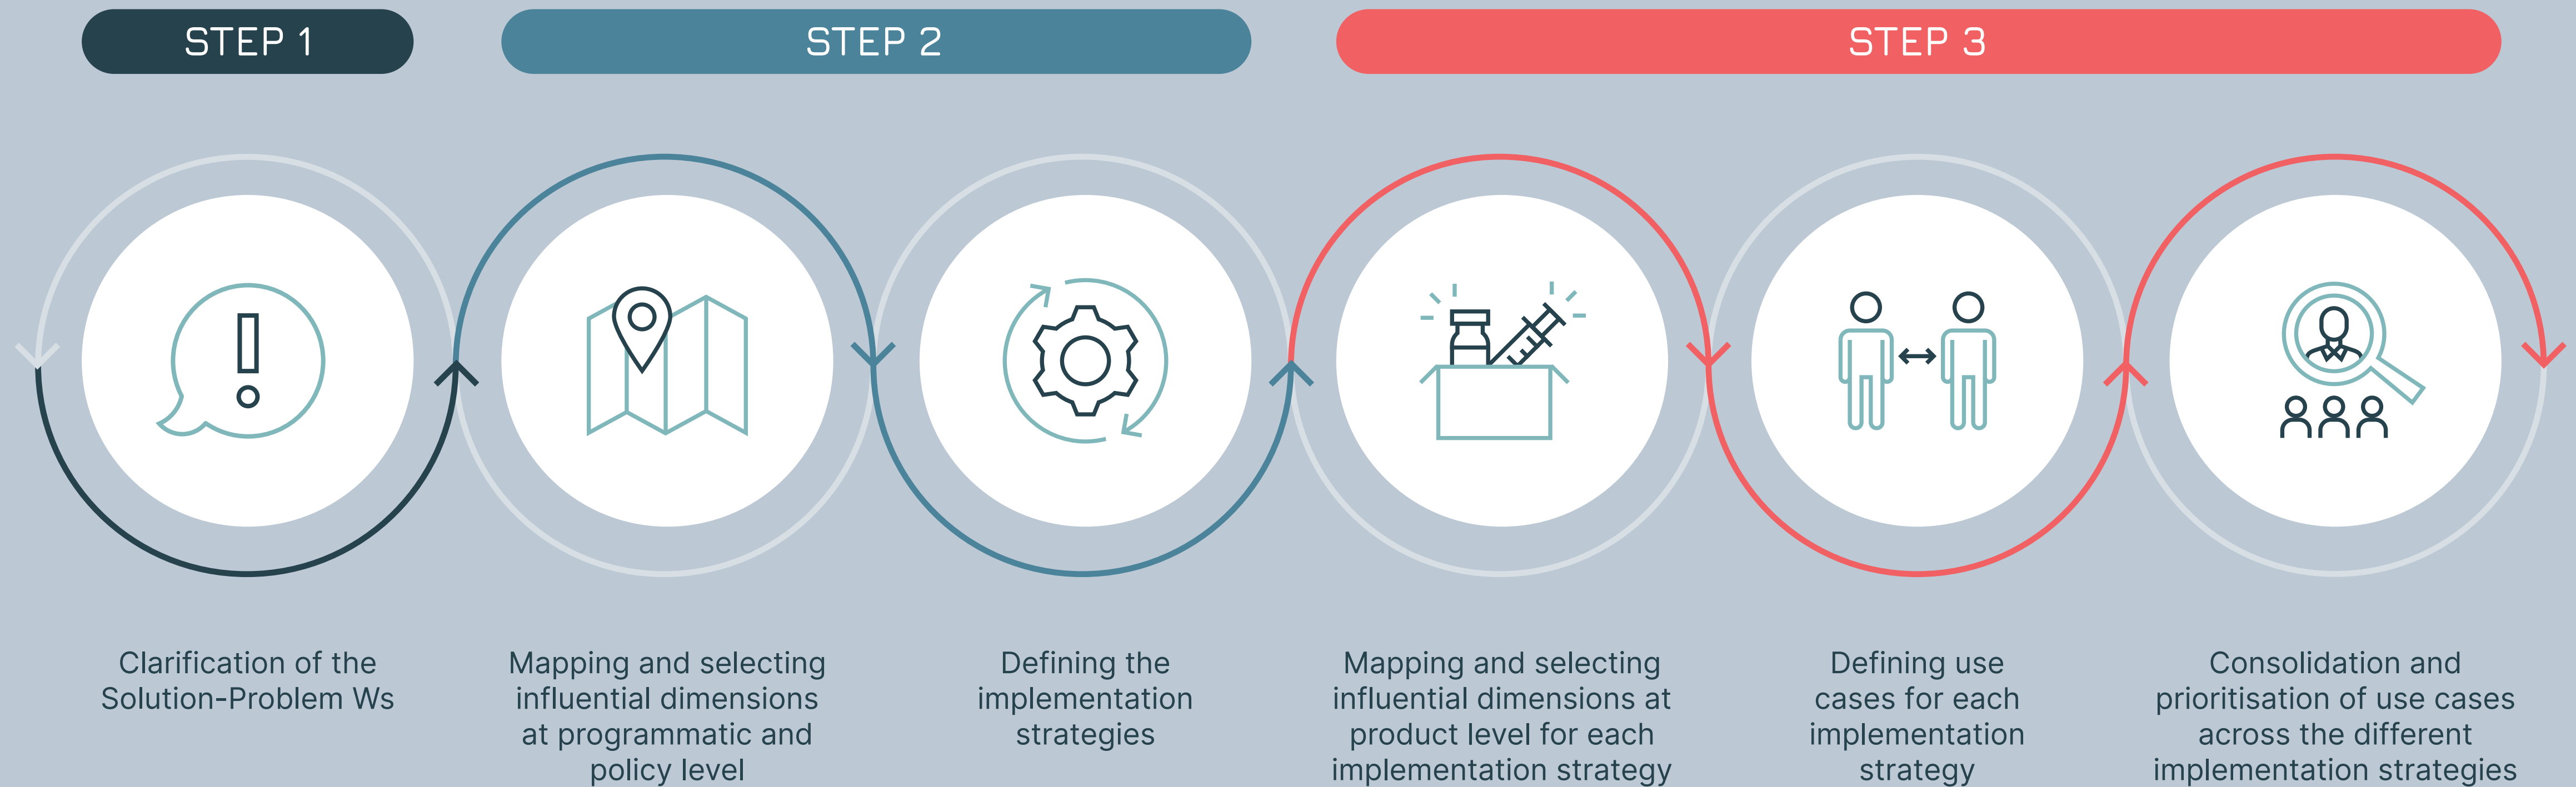 STEP 1
STEP 2
STEP 3
Clarification of the
Solution-Problem Ws
Mapping and selecting
influential dimensions
at programmatic and
policy level
Defining the
implementation
strategies
Mapping and selecting
influential dimensions at
product level for each
implementation strategy
Defining use
cases for each
implementation
strategy
Consolidation and
prioritisation of use cases
across the different
implementation strategies